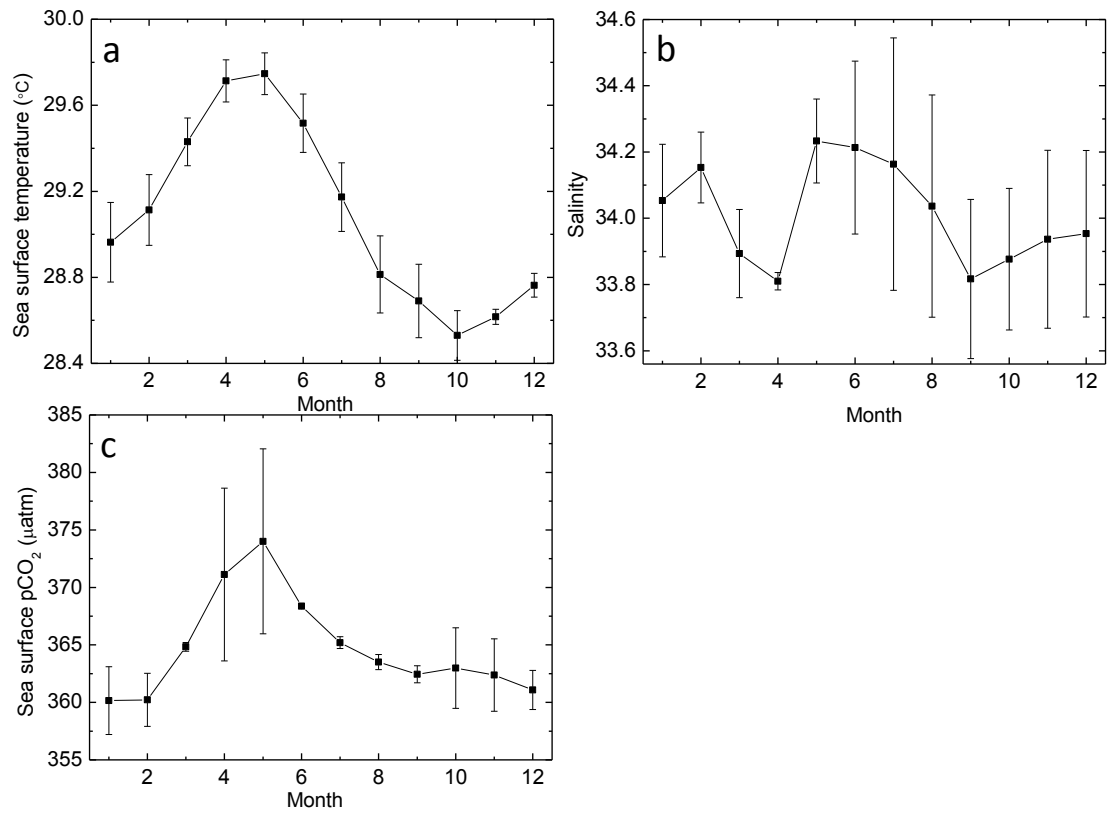 a
Sea surface temperature (°C)
30.0
29.6
29.2
28.8
28.4
2 4 6 8 10 12
Month
b
Salinity
34.6
34.4
34.2
34.0
33.8
33.6
2 4 6 8 10 12
Month
c
Sea surface pCO₂ (µatm)
385
380
375
370
365
360
355
2 4 6 8 10 12
Month